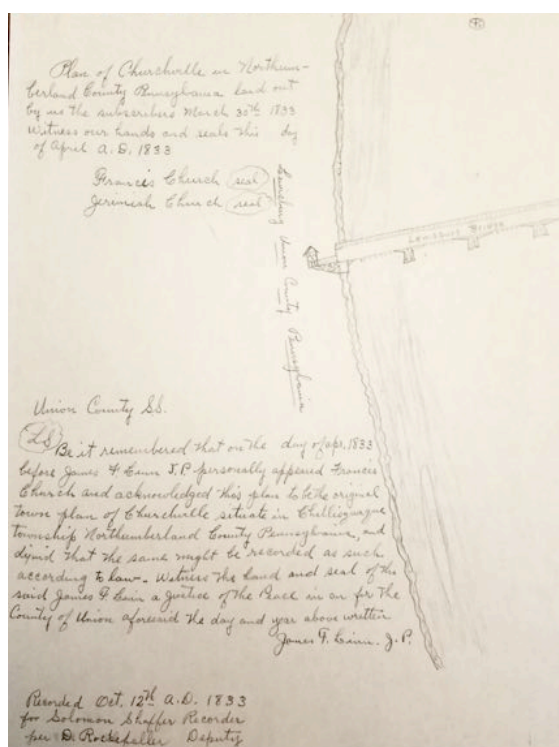 Plan of Churchville in Northum-
berland County Pennsylvania laid out
by us the subscribers March 30th 1833
Witness our hands and seals this day
of April A.D. 1833
Francis Church seal
Jerimiah Church seal
Lewisburg Union County Pennsylvania
Lewisburg Bridge
Union County SS.
LS
Be it remembered that on the day of Apr. 1833
before James F Linn J.P. personally appeared Francis
Church and acknowledged this plan to be the original
town plan of Churchville situate in Chillisquaque
township Northumberland County Pennsylvania, and
that the same might be recorded as such
according to law - Witness the hand and seal of the
said James F Linn a Justice of the Peace in an for the
County of Union aforesaid the day and year above written
James F. Linn. J.P.
Recorded Oct. 12th A.D. 1833
for Solomon Shaffer Recorder
per D. Rockefeller Deputy